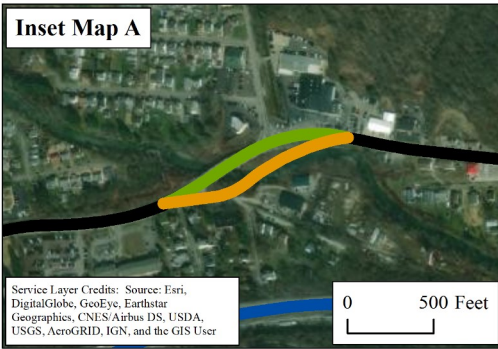 Inset Map A
Service Layer Credits: Source: Esri,
DigitalGlobe, GeoEye, Earthstar
Geographics, CNES/Airbus DS, USDA,
USGS, AeroGRID, IGN, and the GIS User
0 500 Feet